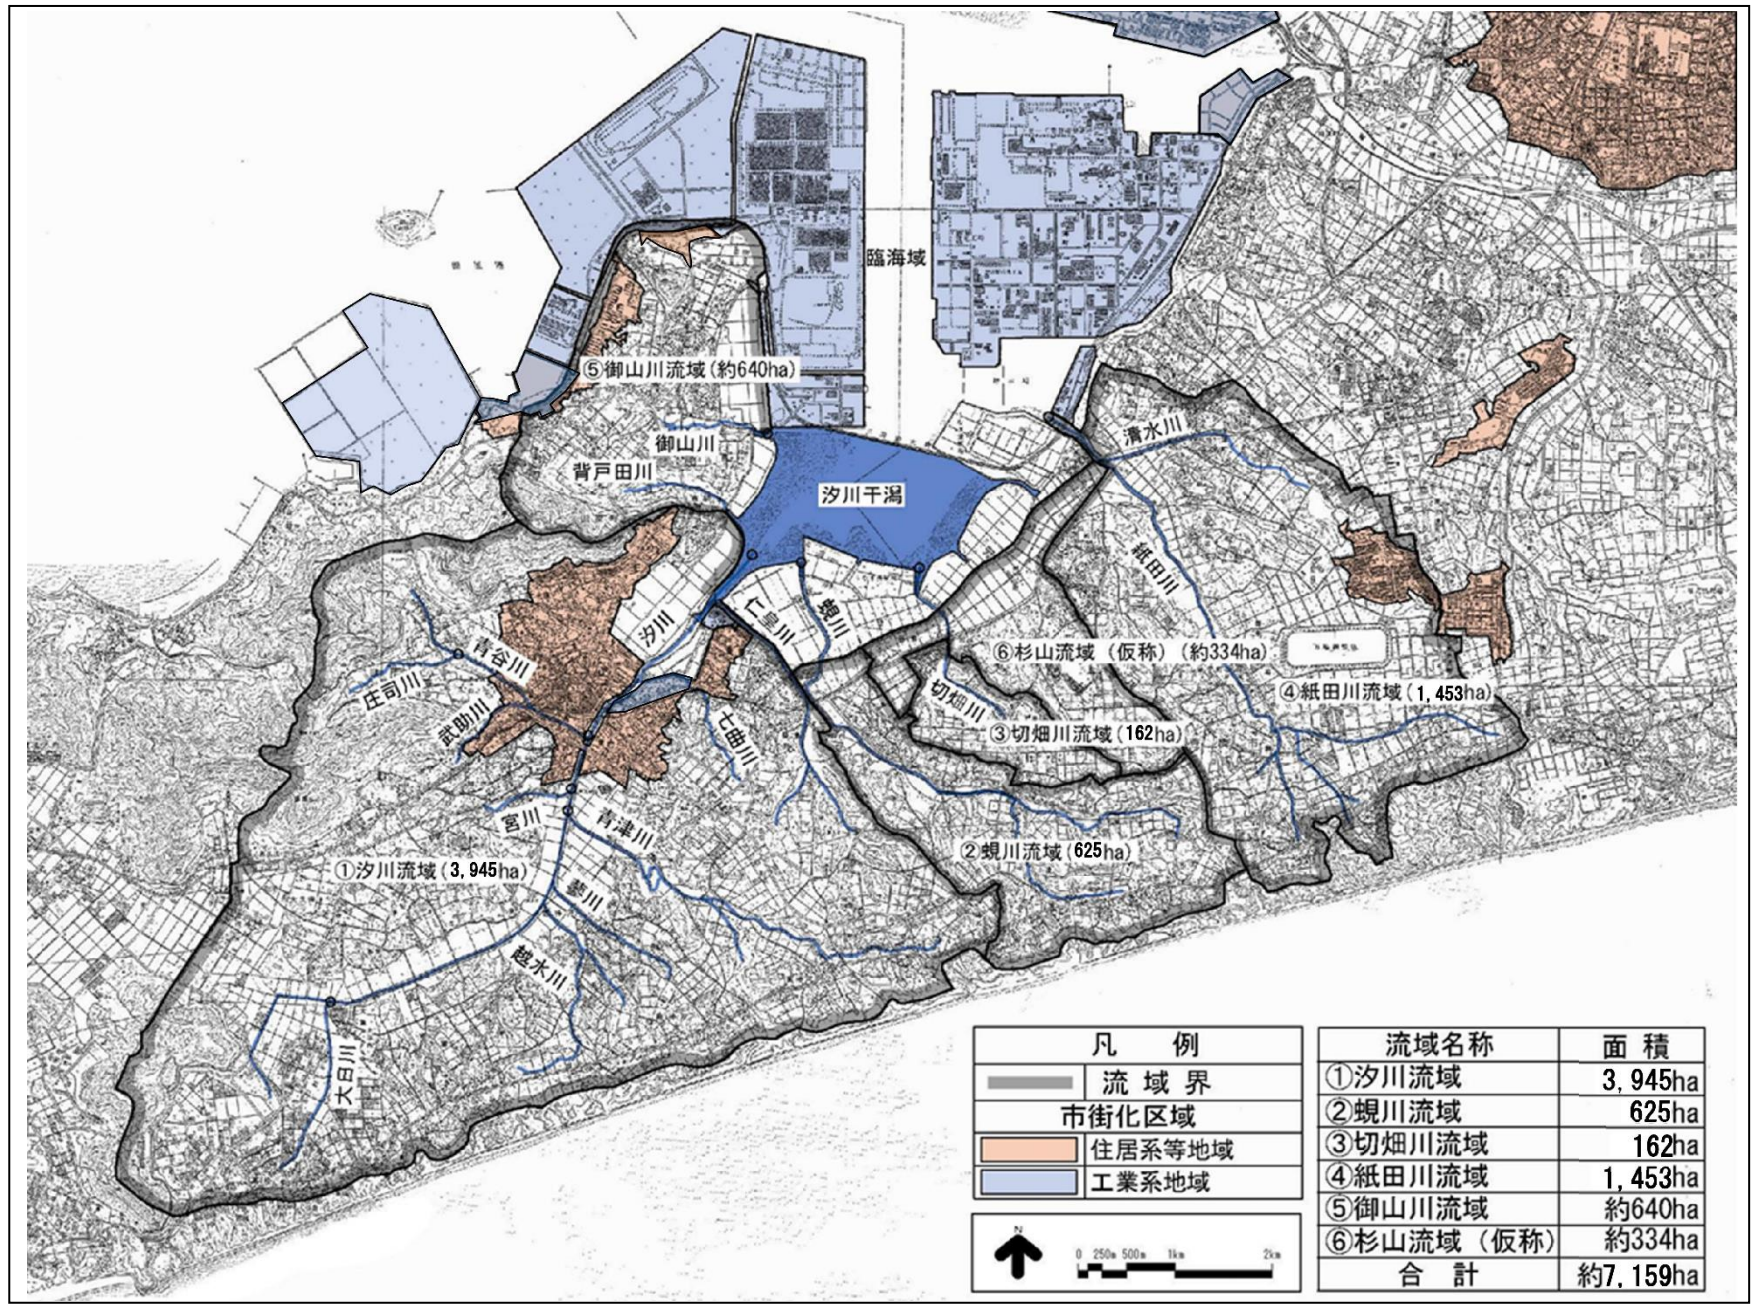 臨海域
⑤御山川流域(約640ha)
御山川
清水川
背戸田川
汐川干潟
紙田川
汐川
仁崎川
蜆川
青谷川
庄司川
⑥杉山流域（仮称）(約334ha)
切畑川
④紙田川流域(1,453ha)
武助川
七曲川
③切畑川流域(162ha)
宮川
青津川
②蜆川流域(625ha)
①汐川流域(3,945ha)
蓼川
越水川
大日川
凡 例
流 域 界
市街化区域
住居系等地域
工業系地域
N
0 250m 500m 1km 2km
流域名称 面 積
①汐川流域 3,945ha
②蜆川流域 625ha
③切畑川流域 162ha
④紙田川流域 1,453ha
⑤御山川流域 約640ha
⑥杉山流域（仮称） 約334ha
合 計 約7,159ha